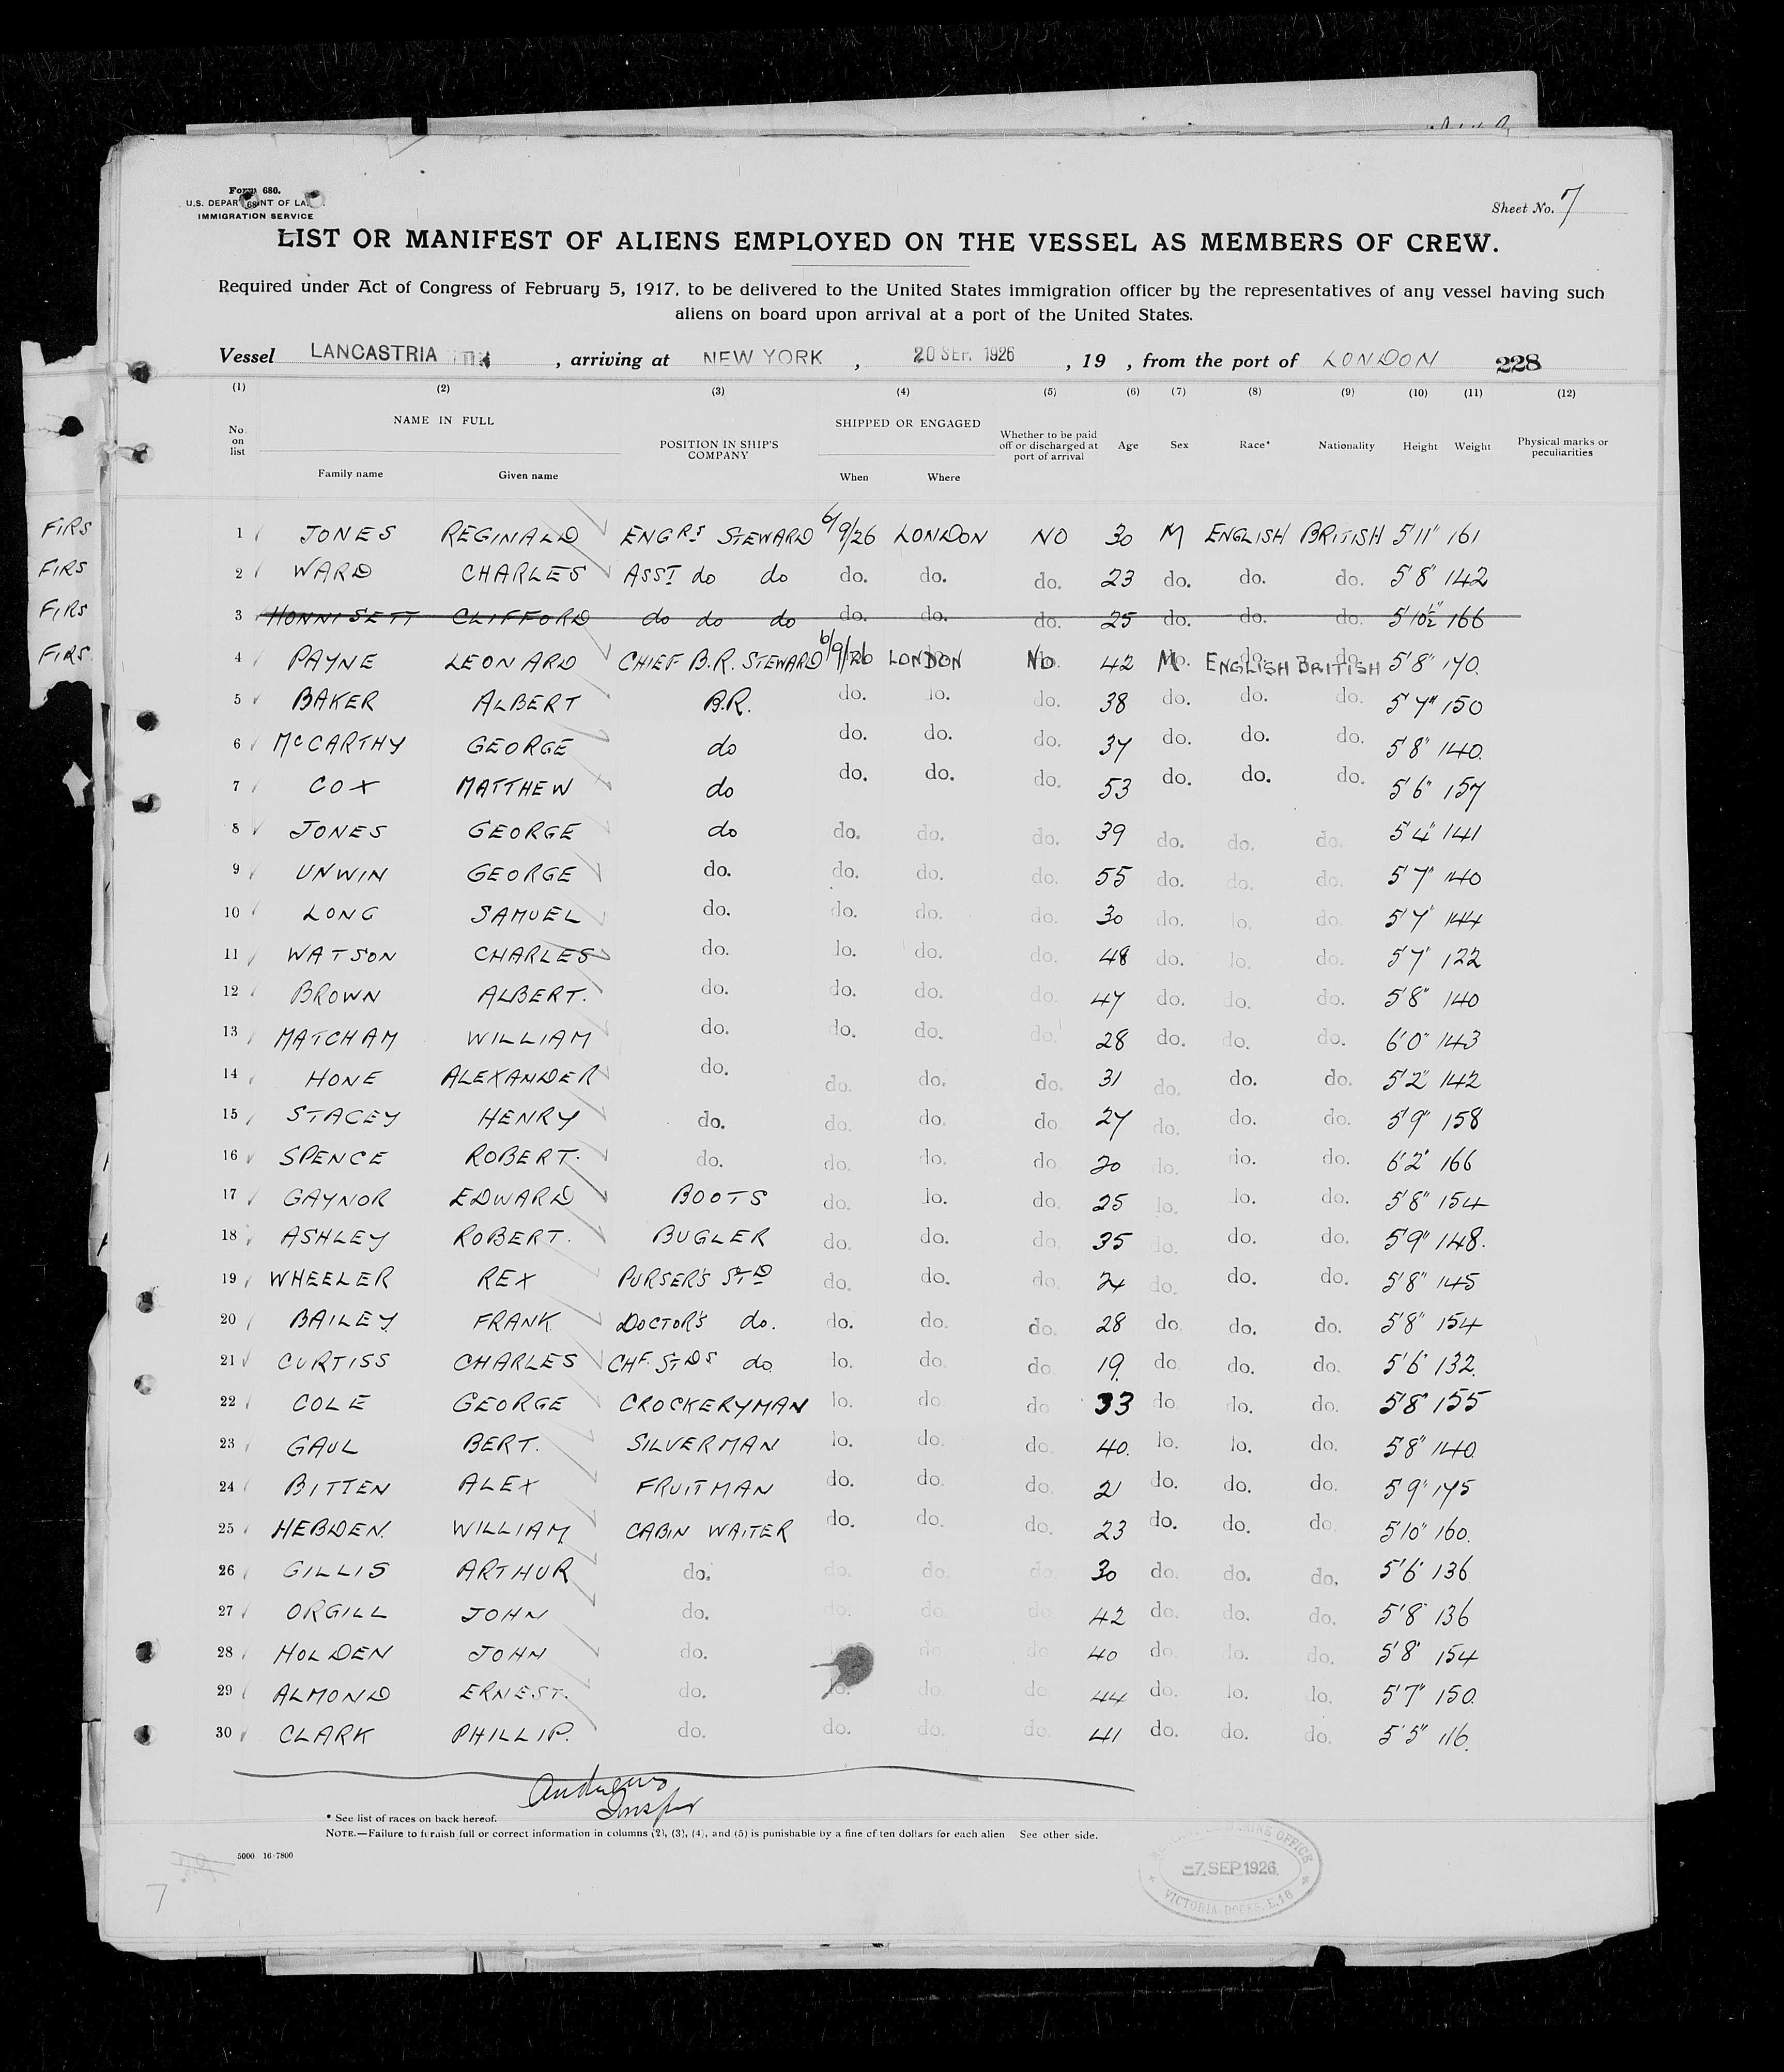 Form 680.
U.S. DEPARTMENT OF LABOR
IMMIGRATION SERVICE
Sheet No. 7
LIST OR MANIFEST OF ALIENS EMPLOYED ON THE VESSEL AS MEMBERS OF CREW.
Required under Act of Congress of February 5, 1917, to be delivered to the United States immigration officer by the representatives of any vessel having such
aliens on board upon arrival at a port of the United States.
Vessel LANCASTRIA , arriving at NEW YORK , 20 SEP. 1926 , 19 , from the port of LONDON 228
(1) (2) (3) (4) (5) (6) (7) (8) (9) (10) (11) (12)
No. on list NAME IN FULL Family name Given name POSITION IN SHIP'S COMPANY SHIPPED OR ENGAGED When Where Whether to be paid off or discharged at port of arrival Age Sex Race* Nationality Height Weight Physical marks or peculiarities
FIRS 1 JONES REGINALD ENGRS STEWARD 6/9/26 LONDON NO 30 M ENGLISH BRITISH 5'11" 161
FIRS 2 WARD CHARLES ASST do do do. do. do. 23 do. do. do. 5'8" 142
FIRS 3 HONNISETT CLIFFORD do do do do. do. do. 25 do. do. do. 5'10½" 166
FIRS 4 PAYNE LEONARD CHIEF B.R. STEWARD 6/9/26 LONDON NO 42 M ENGLISH BRITISH 5'8" 170.
5 BAKER ALBERT B.R. do. do. do. 38 do. do. do. 5'7" 150
6 McCARTHY GEORGE do do. do. do. 37 do. do. do. 5'8" 140.
7 COX MATTHEW do do. do. do. 53 do. do. do. 5'6" 157
8 JONES GEORGE do do. do. do. 39 do. do. do. 5'4" 141
9 UNWIN GEORGE do. do. do. do. 55 do. do. do. 5'7" 140
10 LONG SAMUEL do. do. do. do. 30 do. do. do. 5'7" 144
11 WATSON CHARLES do. do. do. do. 48 do. do. do. 5'7" 122
12 BROWN ALBERT. do. do. do. do. 47 do. do. do. 5'8" 140
13 MATCHAM WILLIAM do. do. do. do. 28 do. do. do. 6'0" 143
14 HONE ALEXANDER do. do. do. do. 31 do. do. do. 5'2" 142
15 STACEY HENRY do. do. do. do 27 do. do. do. 5'9" 158
16 SPENCE ROBERT. do. do. do. do 20 do. do. do. 6'2" 166
17 GAYNOR EDWARD BOOTS do. do. do. 25 do. do. do. 5'8" 154
18 ASHLEY ROBERT. BUGLER do. do. do. 35 do. do. do. 5'9" 148.
19 WHEELER REX PURSER'S STD do. do. do. 24 do. do. do. 5'8" 145
20 BAILEY FRANK DOCTOR'S do. do. do. do. 28 do. do. do. 5'8" 154
21 CURTISS CHARLES CHF. STDS do do. do do. 19. do do. do. 5'6" 132.
22 COLE GEORGE CROCKERYMAN do. do do 33 do do. do. 5'8" 155
23 GAUL BERT. SILVERMAN do. do. do. 40. do. do. do. 5'8" 140.
24 BITTEN ALEX FRUITMAN do. do. do. 21 do. do. do. 5'9" 175
25 HEBDEN. WILLIAM CABIN WAITER do. do. do. 23 do. do. do. 5'10" 160.
26 GILLIS ARTHUR do. do. do. do. 30 do. do. do. 5'6" 136
27 ORGILL JOHN do. do. do. do. 42 do. do. do. 5'8" 136
28 HOLDEN JOHN do. do. do. 40 do. do. do. 5'8" 154
29 ALMOND ERNEST. do. do. do. do. 44 do. do. do. 5'7" 150.
30 CLARK PHILLIP. do. do. do. do. 41 do. do. do. 5'5" 116.
Andrews
Inspr
* See list of races on back hereof.
NOTE.—Failure to furnish full or correct information in columns (2), (3), (4), and (5) is punishable by a fine of ten dollars for each alien See other side.
5000 16-7800
7
MARINE OFFICE
-7 SEP 1926
VICTORIA DOCKS. E.16